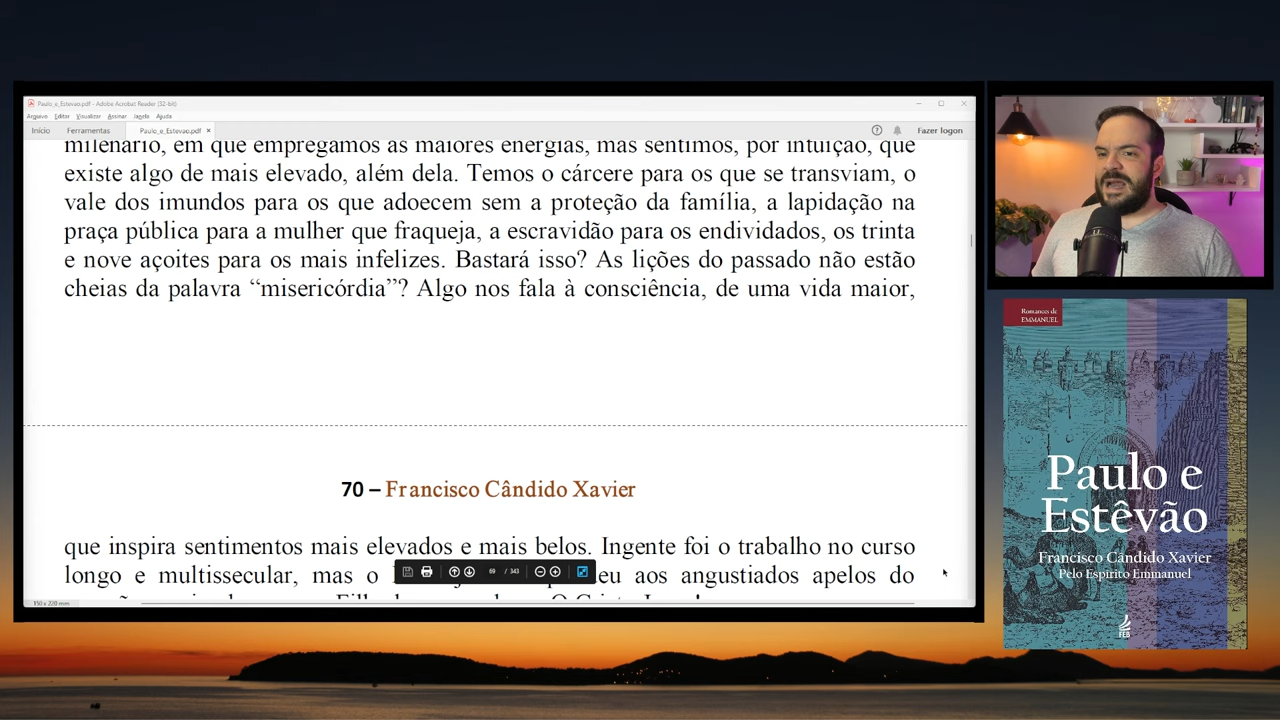 Paulo_e_Estevao.pdf - Adobe Acrobat Reader (32-bit)
Arquivo Editar Visualizar Assinar Janela Ajuda
Início Ferramentas Paulo_e_Estevao.pdf × Fazer logon
milenário, em que empregamos as maiores energias, mas sentimos, por intuição, que
existe algo de mais elevado, além dela. Temos o cárcere para os que se transviam, o
vale dos imundos para os que adoecem sem a proteção da família, a lapidação na
praça pública para a mulher que fraqueja, a escravidão para os endividados, os trinta
e nove açoites para os mais infelizes. Bastará isso? As lições do passado não estão
cheias da palavra “misericórdia”? Algo nos fala à consciência, de uma vida maior,
70 – Francisco Cândido Xavier
que inspira sentimentos mais elevados e mais belos. Ingente foi o trabalho no curso
longo e multissecular, mas o eu aos angustiados apelos do
69 / 343
150 x 220 mm
Romances de
EMMANUEL
Paulo e
Estêvão
Francisco Cândido Xavier
Pelo Espírito Emmanuel
FEB